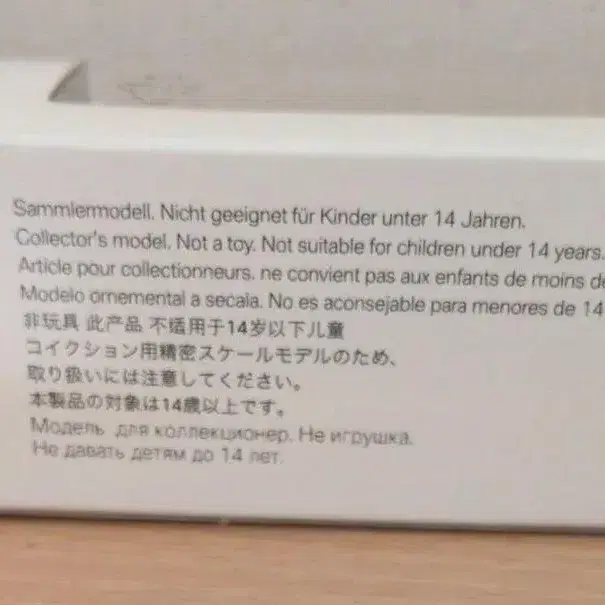 Sammlermodell. Nicht geeignet für Kinder unter 14 Jahren.
Collector's model. Not a toy. Not suitable for children under 14 years.
Article pour collectionneurs. ne convient pas aux enfants de moins de
Modelo ornemental a secala. No es aconsejable para menores de 14
非玩具 此产品 不适用于14岁以下儿童
コイクション用精密スケールモデルのため、
取り扱いには注意してください。
本製品の対象は14歳以上です。
Модель для коллекционер. Не игрушка.
Не давать детям до 14 лет.